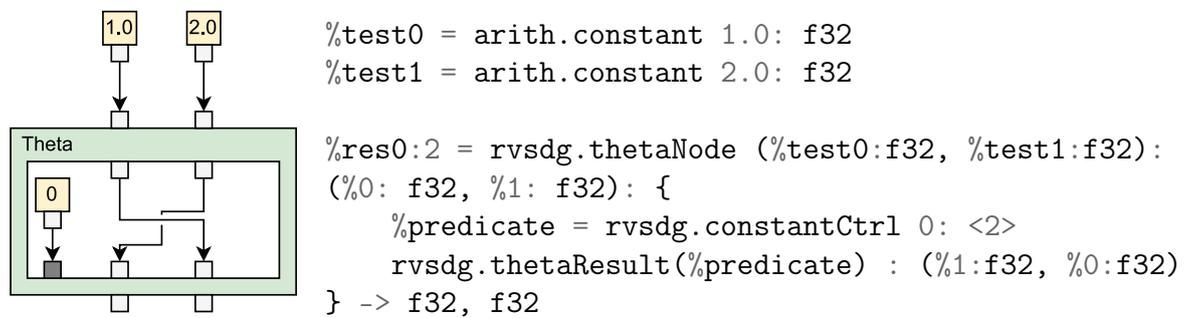 1.0
2.0
Theta
0
%test0 = arith.constant 1.0: f32
%test1 = arith.constant 2.0: f32
%res0:2 = rvsdg.thetaNode (%test0:f32, %test1:f32):
(%0: f32, %1: f32): {
    %predicate = rvsdg.constantCtrl 0: <2>
    rvsdg.thetaResult(%predicate) : (%1:f32, %0:f32)
} -> f32, f32